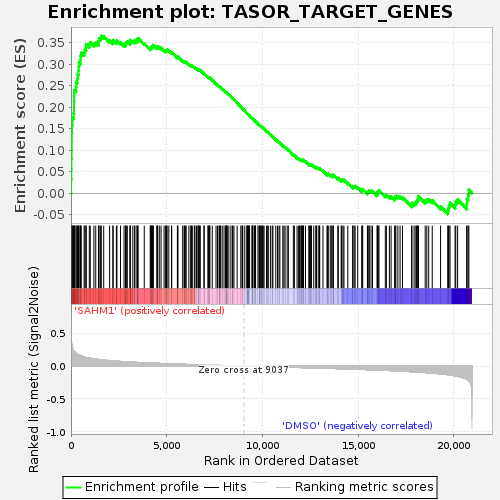 Enrichment plot: TASOR_TARGET_GENES
Enrichment score (ES)
0.35
0.30
0.25
0.20
0.15
0.10
0.05
0.00
-0.05
'SAHM1' (positively correlated)
Ranked list metric (Signal2Noise)
0.5
0.0
-0.5
-1.0
Zero cross at 9037
'DMSO' (negatively correlated)
0
5,000
10,000
15,000
20,000
Rank in Ordered Dataset
Enrichment profile
Hits
Ranking metric scores